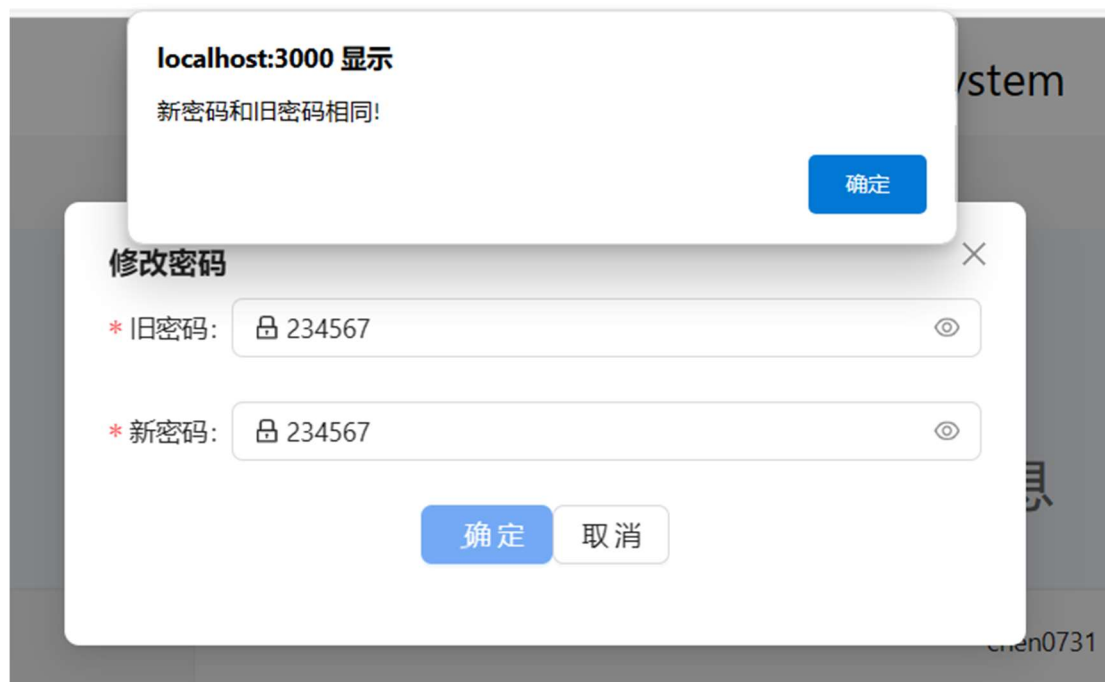 localhost:3000 显示
新密码和旧密码相同!
确定
修改密码
* 旧密码: 234567
* 新密码: 234567
确定 取消
chen0731